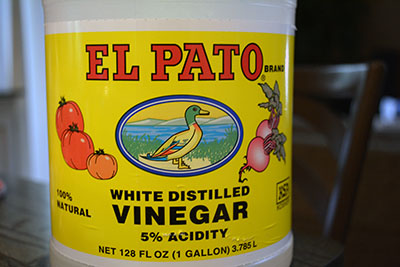 EL PATO® BRAND
100%
NATURAL
WHITE DISTILLED
VINEGAR
5% ACIDITY
NET 128 FL OZ (1 GALLON) 3.785 L